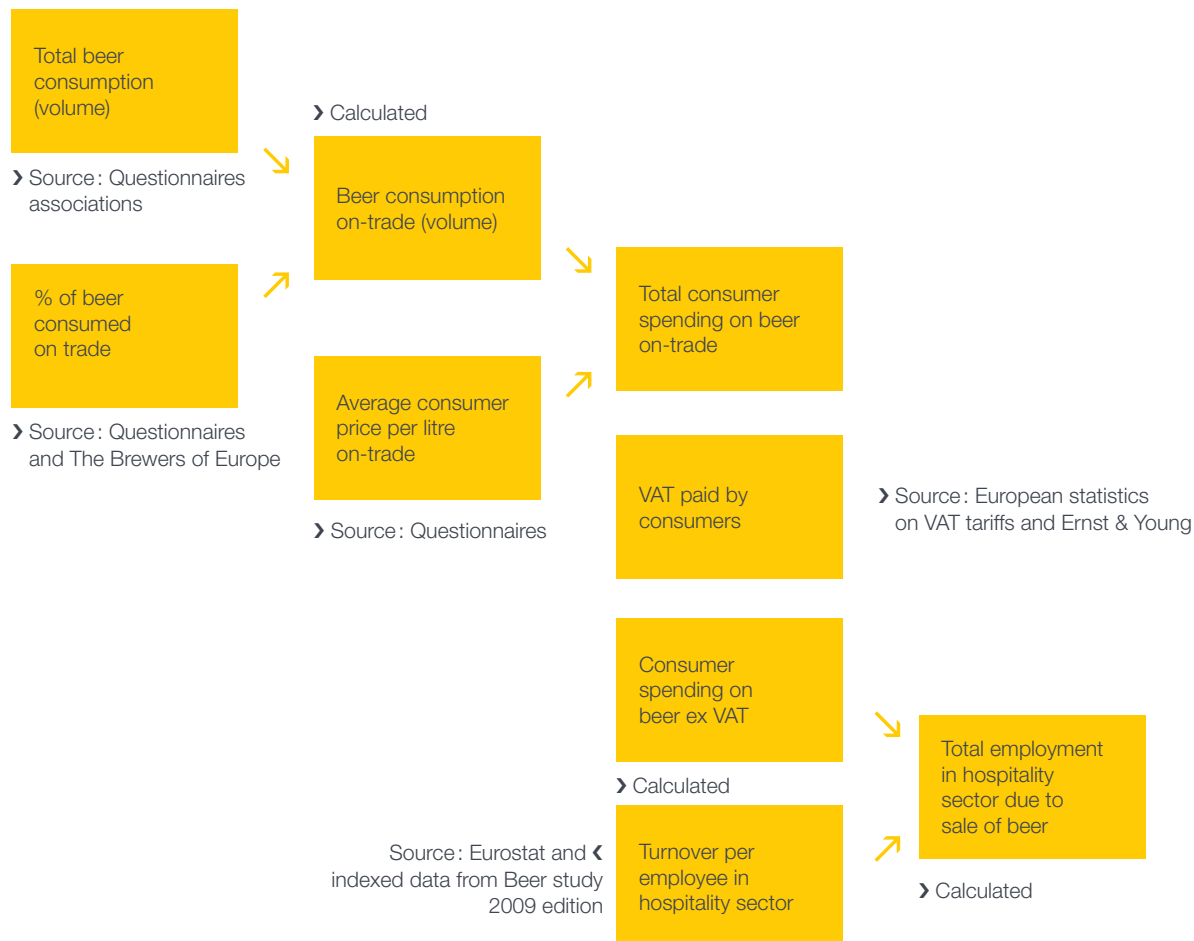 Total beer
consumption
(volume)
❯ Source : Questionnaires
associations
% of beer
consumed
on trade
❯ Source : Questionnaires
and The Brewers of Europe
❯ Calculated
Beer consumption
on-trade (volume)
Average consumer
price per litre
on-trade
❯ Source : Questionnaires
Total consumer
spending on beer
on-trade
VAT paid by
consumers
❯ Source : European statistics
on VAT tariffs and Ernst & Young
Consumer
spending on
beer ex VAT
❯ Calculated
Source : Eurostat and ❮
indexed data from Beer study
2009 edition
Turnover per
employee in
hospitality sector
Total employment
in hospitality
sector due to
sale of beer
❯ Calculated